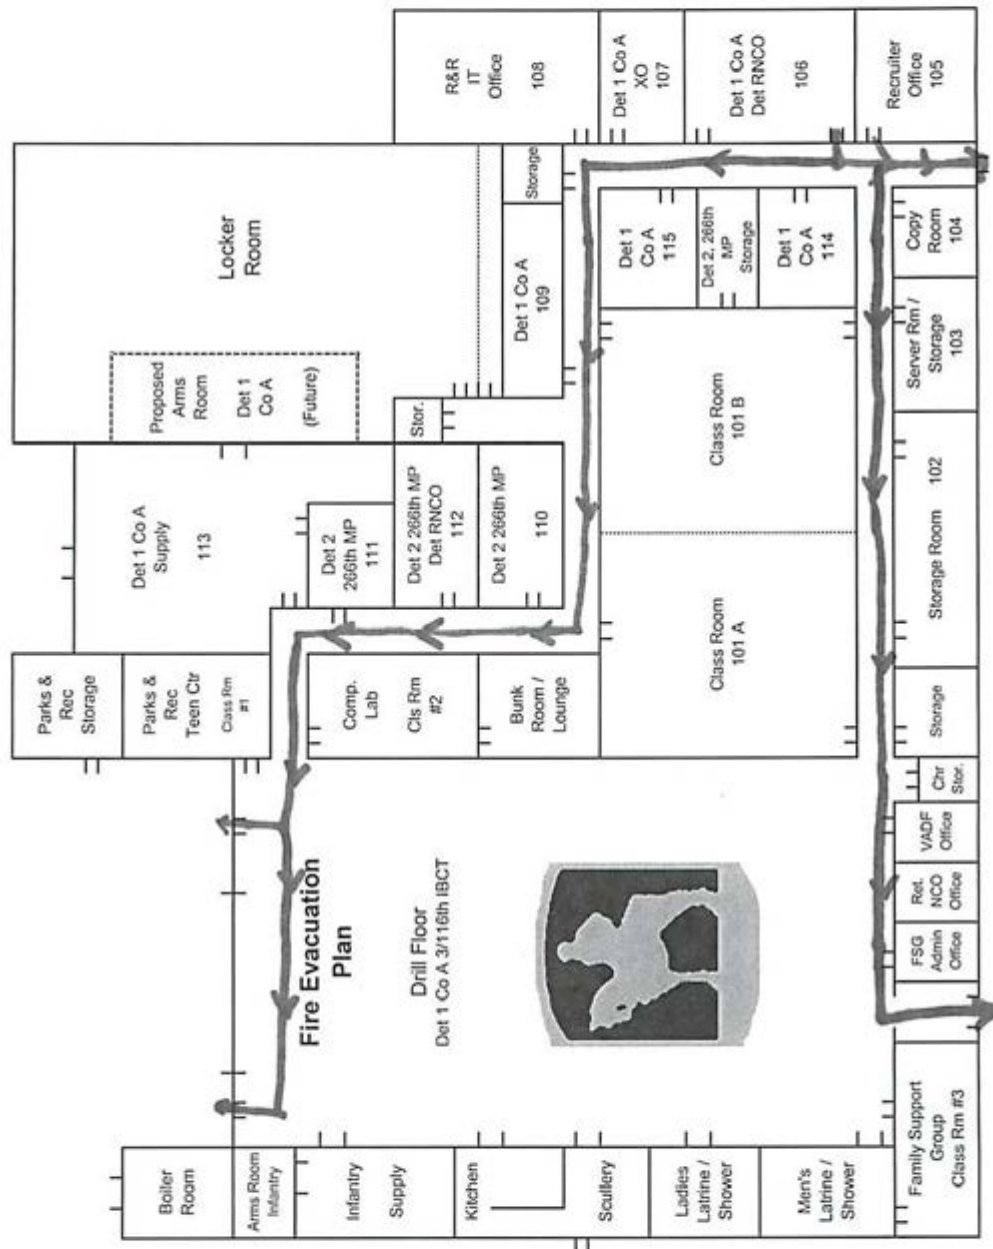 Locker
Room
Proposed
Arms
Room
Det 1
Co A
(Future)
Parks &
Rec
Storage
Det 1 Co A
Supply
113
Parks &
Rec
Teen Ctr
Class Rm
#1
Boiler
Room
Arms Room
Infantry
Infantry
Supply
Kitchen
Scullery
Ladies
Latrine /
Shower
Men's
Latrine /
Shower
Family Support
Group
Class Rm #3
Fire Evacuation
Plan
Drill Floor
Det 1 Co A 3/116th IBCT
Comp.
Lab
Cls Rm
#2
Bunk
Room /
Lounge
Det 2
266th MP
111
Det 2 266th MP
Det RNCO
112
Det 2 266th MP
110
Stor.
Det 1 Co A
109
Storage
R&R
IT
Office
108
Det 1 Co A
XO
107
Det 1 Co A
Det RNCO
106
Recruiter
Office
105
Class Room
101 A
Class Room
101 B
Det 1
Co A
115
Det 2, 266th
MP
Storage
Det 1
Co A
114
FSG
Admin
Office
Ret.
NCO
Office
VADF
Office
Chr
Stor.
Storage
Storage Room 102
Server Rm /
Storage
103
Copy
Room
104